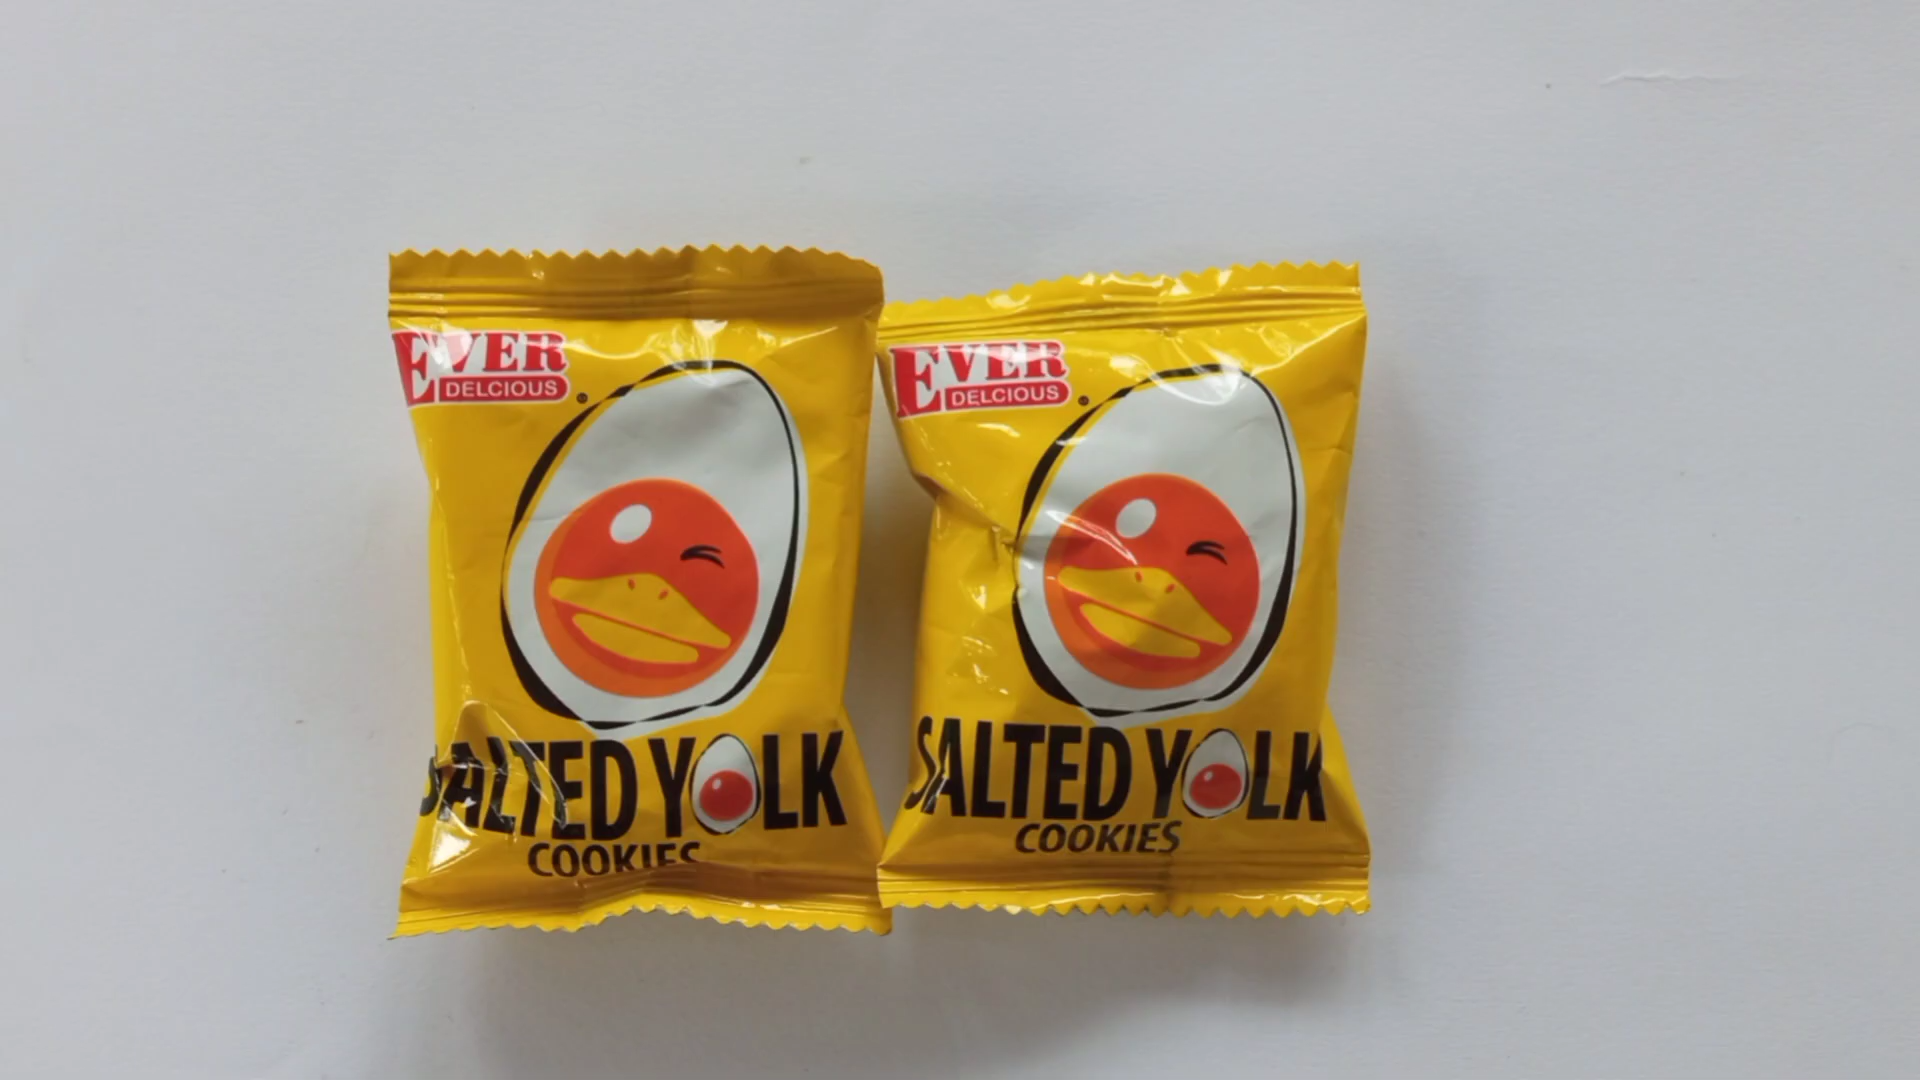 EVER
DELCIOUS
SALTED YOLK
COOKIES
EVER
DELCIOUS
SALTED YOLK
COOKIES